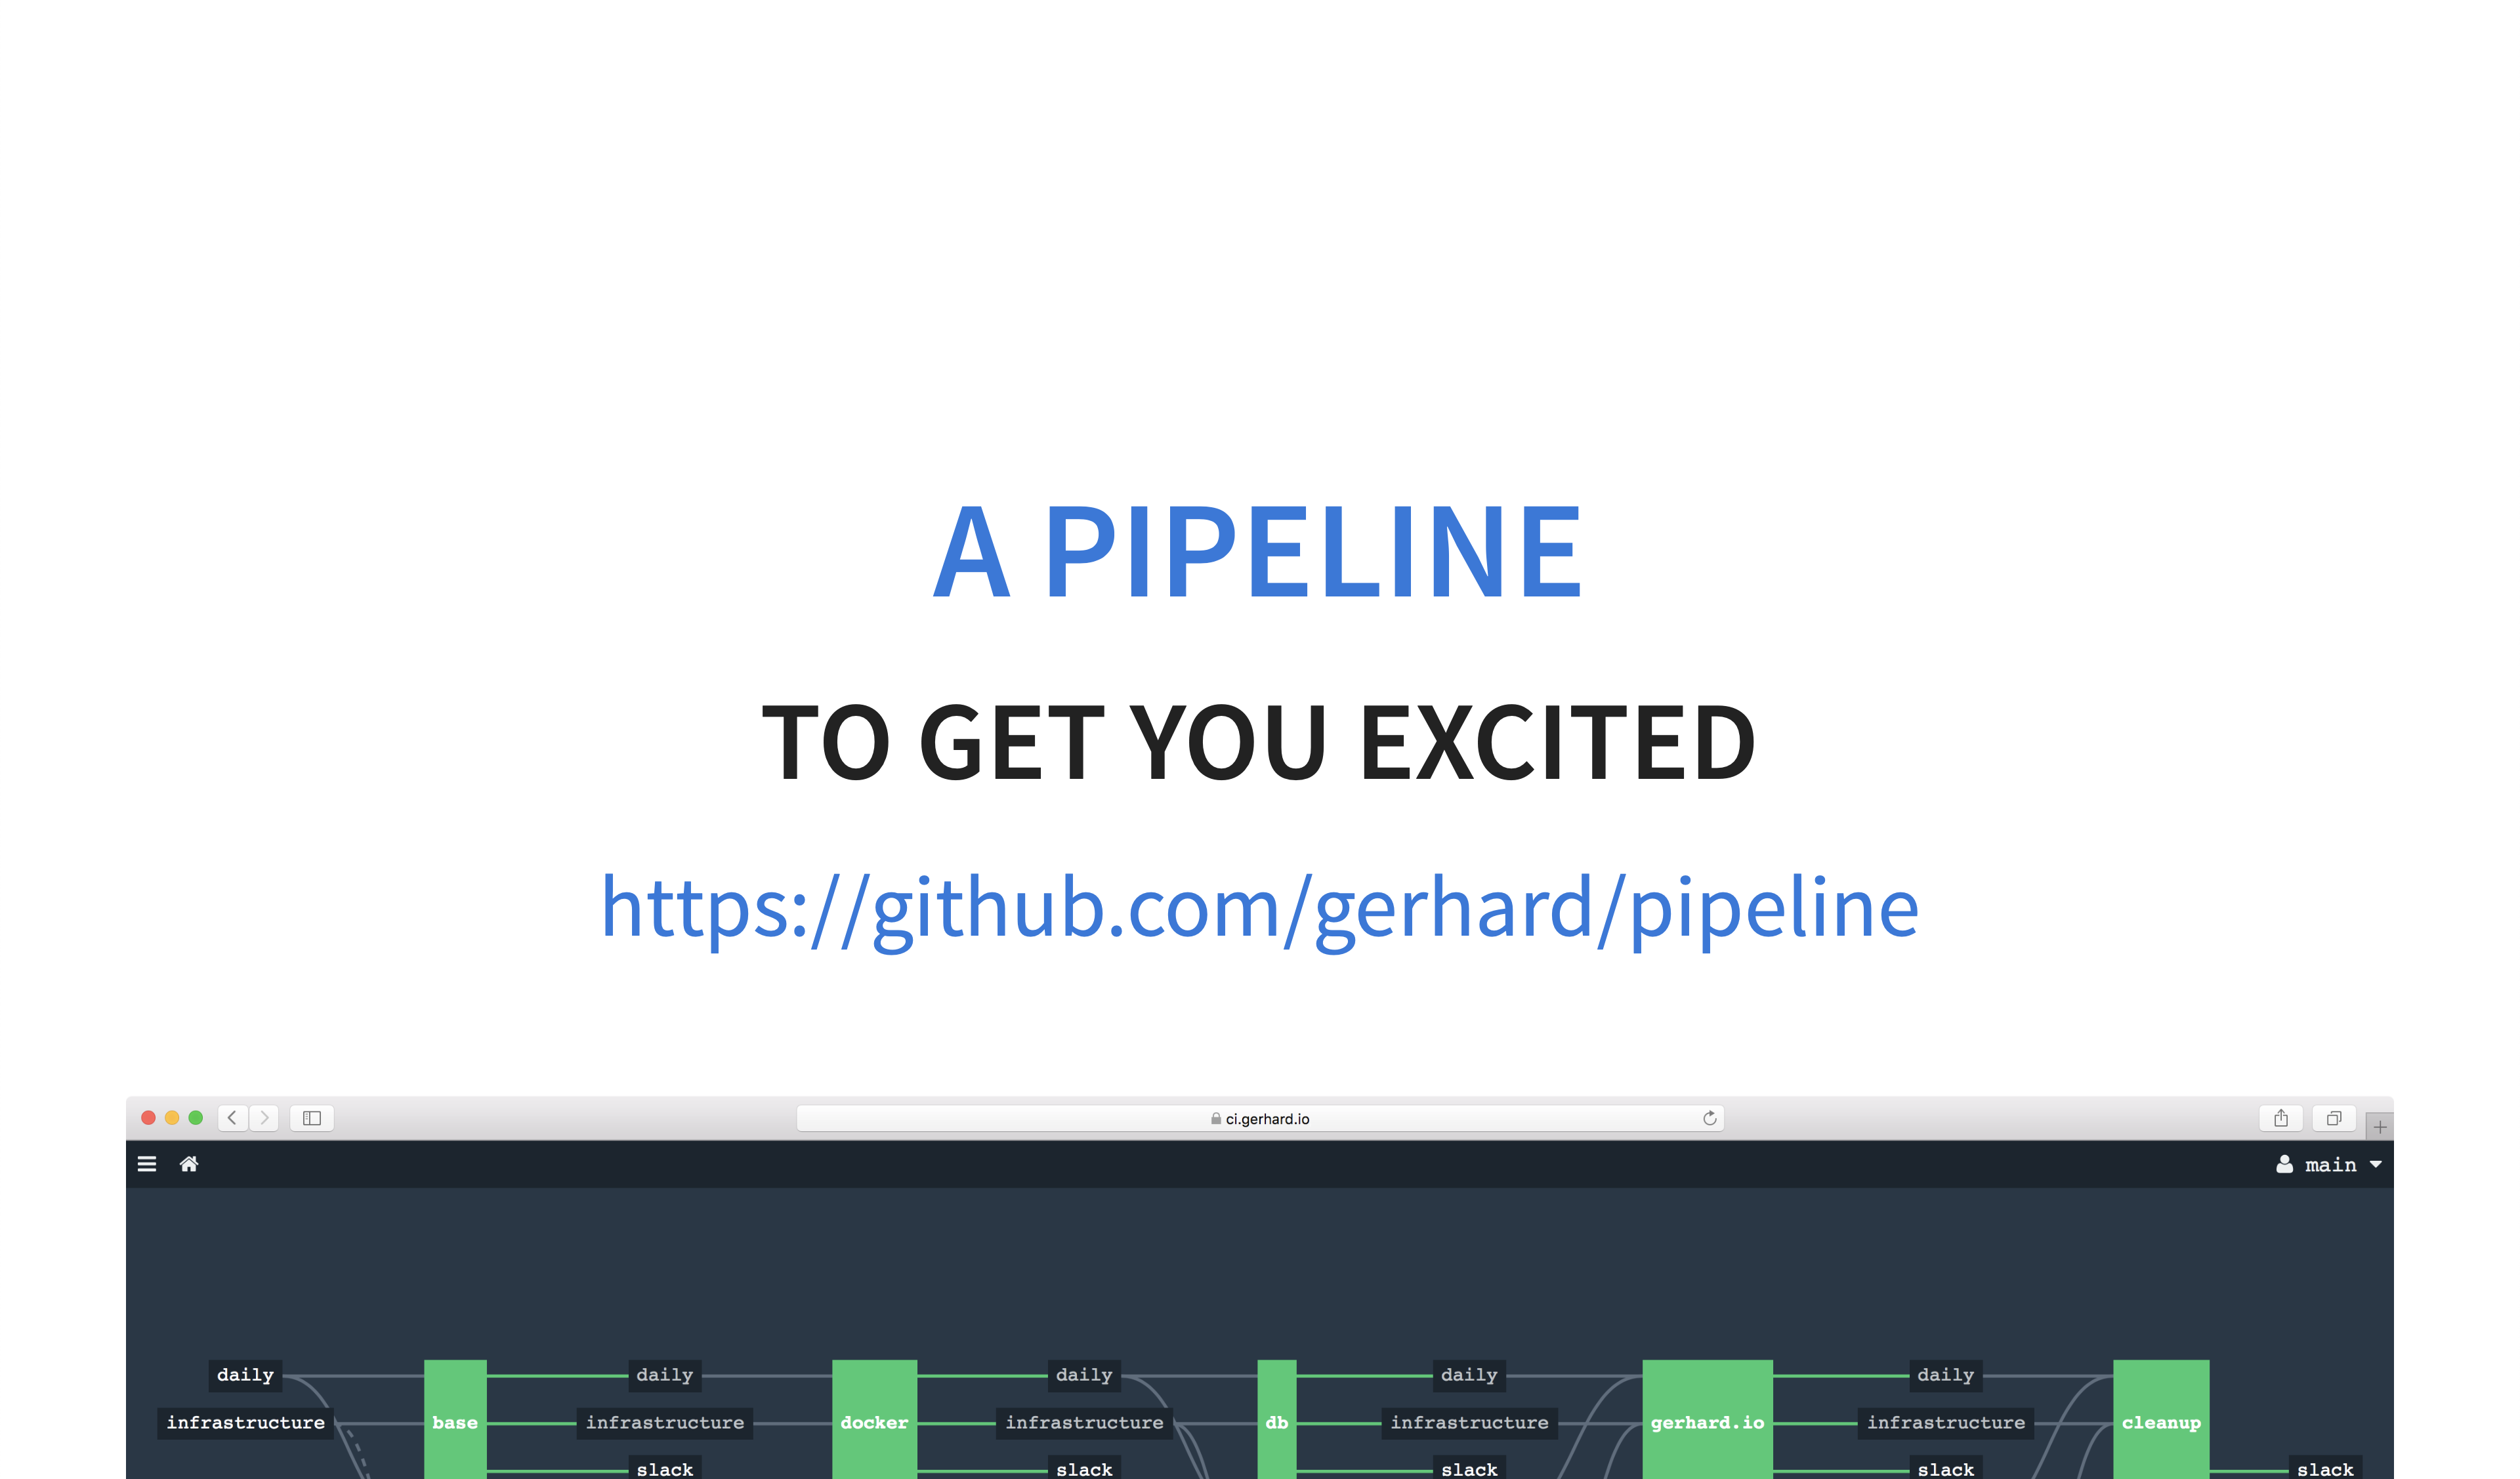 A PIPELINE
TO GET YOU EXCITED
https://github.com/gerhard/pipeline
ci.gerhard.io
main
daily daily daily daily daily
infrastructure base infrastructure docker infrastructure db infrastructure gerhard.io infrastructure cleanup
slack slack slack slack slack